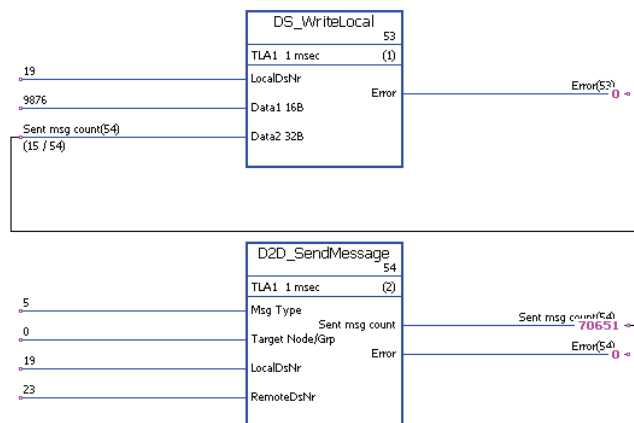 DS_WriteLocal
53
TLA1 1 msec (1)
19
LocalDsNr
Error
Error(53)
0
9876
Data1 16B
Sent msg count(54)
Data2 32B
(15 / 54)
D2D_SendMessage
54
TLA1 1 msec (2)
5
Msg Type
Sent msg count
Sent msg count(54)
70651
0
Target Node/Grp
Error
Error(54)
0
19
LocalDsNr
23
RemoteDsNr